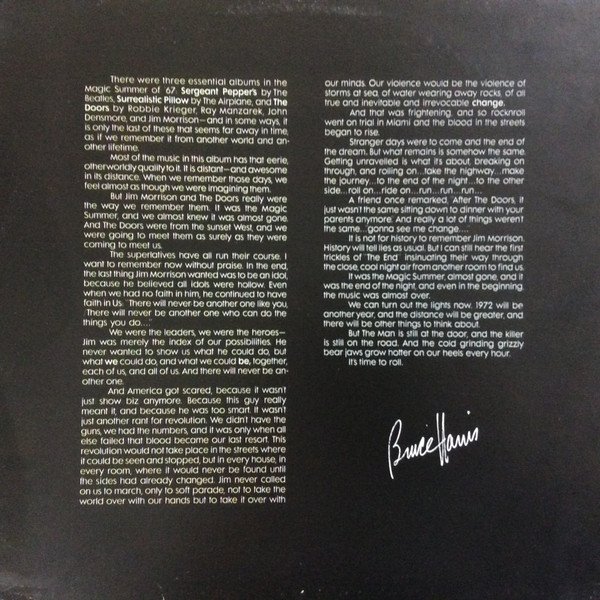 There were three essential albums in the
Magic Summer of '67. Sergeant Pepper's by The
Beatles, Surrealistic Pillow by The Airplane, and The
Doors by Robbie Krieger, Ray Manzarek, John
Densmore, and Jim Morrison—and in some ways, it
is only the last of these that seems far away in time,
as if we remember it from another world and an-
other lifetime.
Most of the music in this album has that eerie,
otherworldly quality to it. It is distant—and awesome
in its distance. When we remember those days, we
feel almost as though we were imagining them.
But Jim Morrison and The Doors really were
the way we remember them. It was the Magic
Summer, and we almost knew it was almost gone.
And The Doors were from the sunset West, and we
were going to meet them as surely as they were
coming to meet us.
The superlatives have all run their course. I
want to remember now without praise. In the end,
the last thing Jim Morrison wanted was to be an idol,
because he believed all idols were hollow. Even
when we had no faith in him, he continued to have
faith in Us. "There will never be another one like you,
There will never be another one who can do the
things you do...."
We were the leaders, we were the heroes—
Jim was merely the index of our possibilities. He
never wanted to show us what he could do, but
what we could do, and what we could be, together,
each of us, and all of us. And there will never be an-
other one.
And America got scared, because it wasn't
just show biz anymore. Because this guy really
meant it, and because he was too smart. It wasn't
just another rant for revolution. We didn't have the
guns, we had the numbers, and it was only when all
else failed that blood became our last resort. This
revolution would not take place in the streets where
it could be seen and stopped, but in every house, in
every room, where it would never be found until
the sides had already changed. Jim never called
on us to march, only to soft parade, not to take the
world over with our hands but to take it over with
our minds. Our violence would be the violence of
storms at sea, of water wearing away rocks, of all
true and inevitable and irrevocable change.
And that was frightening, and so rocknroll
went on trial in Miami and the blood in the streets
began to rise.
Stranger days were to come and the end of
the dream. But what remains is somehow the same.
Getting unravelled is what it's about, breaking on
through, and rolling on...take the highway...make
the journey...to the end of the night...to the other
side...roll on...ride on...run...run...run...
A friend once remarked, "After The Doors, it
just wasn't the same sitting down to dinner with your
parents anymore." And really a lot of things weren't
the same...gonna see me change....
It is not for history to remember Jim Morrison.
History will tell lies as usual. But I can still hear the first
trickles of "The End" insinuating their way through
the close, cool night air from another room to find us.
It was the Magic Summer, almost gone, and it
was the end of the night, and even in the beginning,
the music was almost over.
We can turn out the lights now. 1972 will be
another year, and the distance will be greater, and
there will be other things to think about.
But The Man is still at the door, and the killer
is still on the road. And the cold grinding grizzly
bear jaws grow hotter on our heels every hour.
It's time to roll.
Bruce Harris